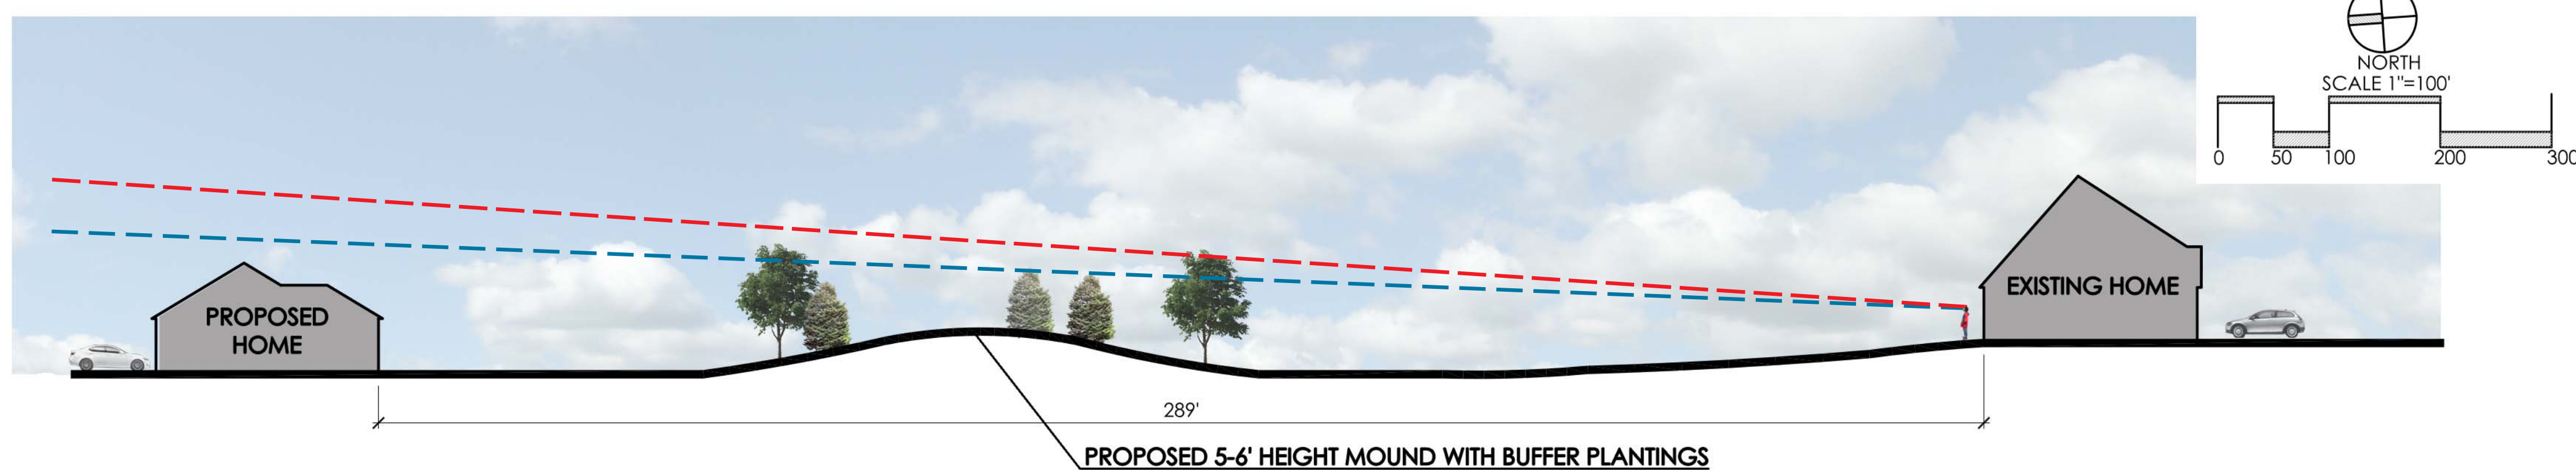 NORTH
SCALE 1"=100'
0 50 100 200 300
PROPOSED
HOME
EXISTING HOME
289'
PROPOSED 5-6' HEIGHT MOUND WITH BUFFER PLANTINGS